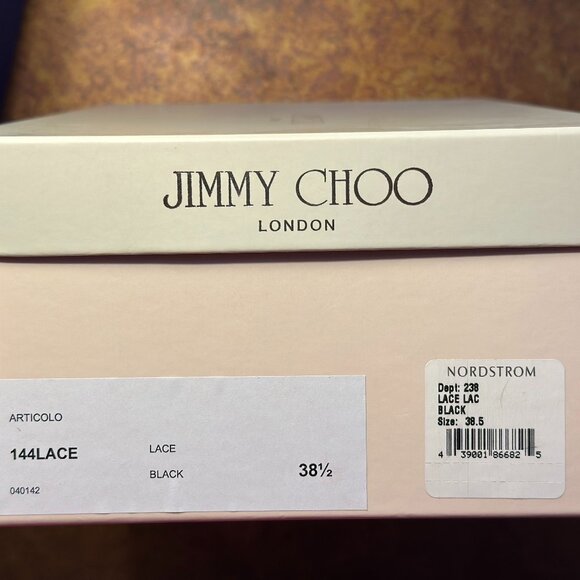 JIMMY CHOO
LONDON
ARTICOLO
144LACE
LACE
BLACK
38½
040142
NORDSTROM
Dept: 238
LACE LAC
BLACK
Size: 38.5
4 39001 86682 5